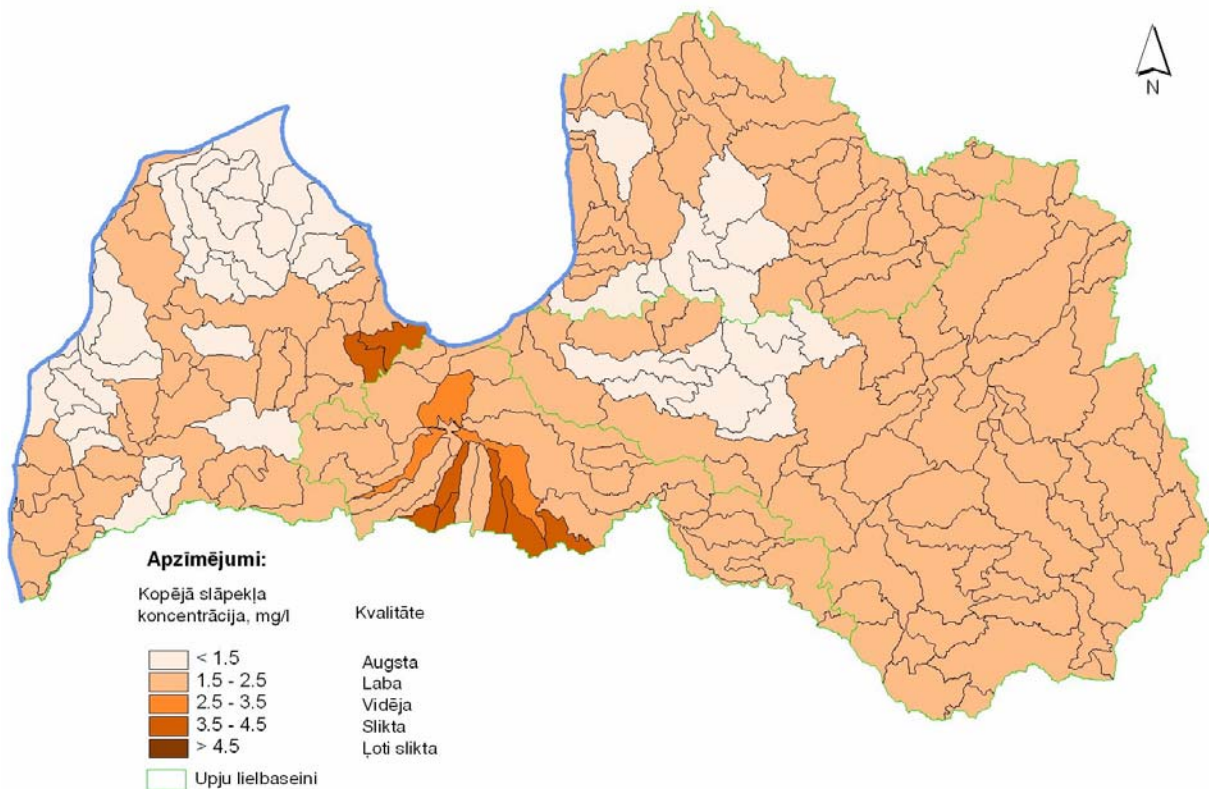 N
Apzīmējumi:
Kopējā slāpekļa
koncentrācija, mg/l
Kvalitāte
< 1.5 Augsta
1.5 - 2.5 Laba
2.5 - 3.5 Vidēja
3.5 - 4.5 Slikta
> 4.5 Ļoti slikta
Upju lielbaseini